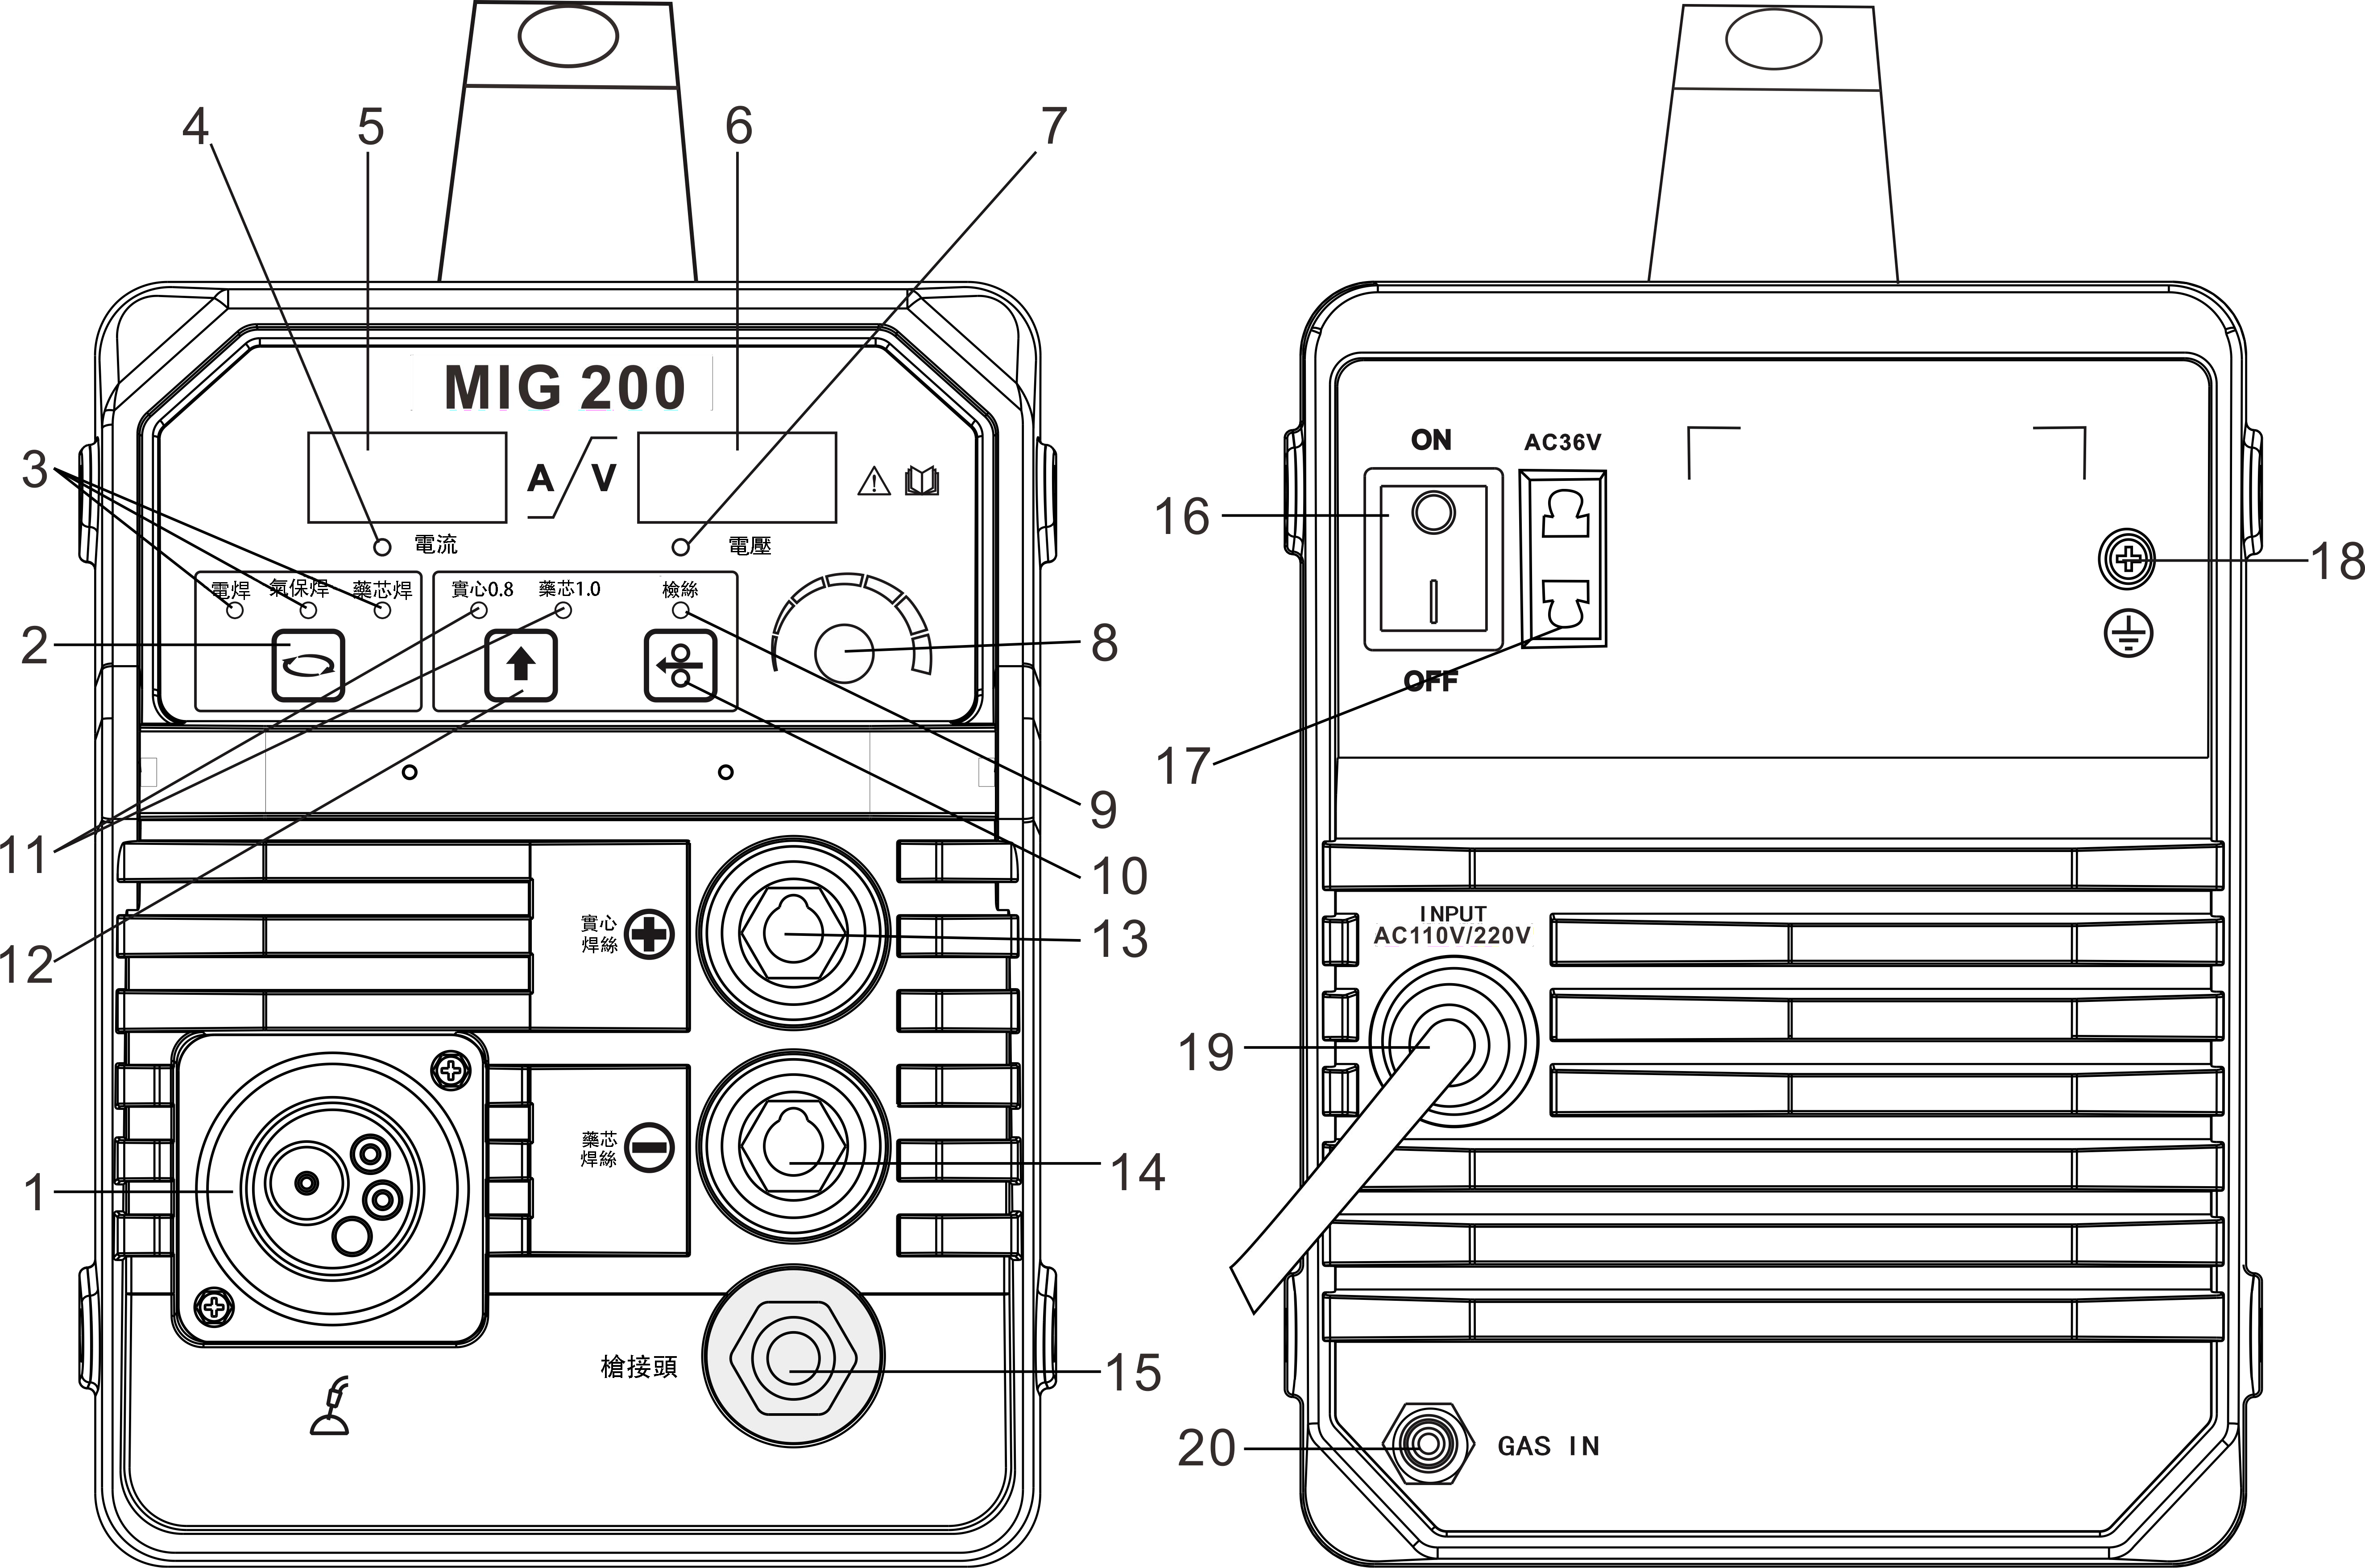 4
5
6
7
MIG 200
A/V
3
電流
電壓
電焊
氣保焊
藥芯焊
實心0.8
藥芯1.0
檢絲
2
8
9
11
10
12
實心
焊絲
13
藥芯
焊絲
14
1
槍接頭
15
ON
AC36V
16
18
OFF
17
INPUT
AC110V/220V
19
20
GAS IN